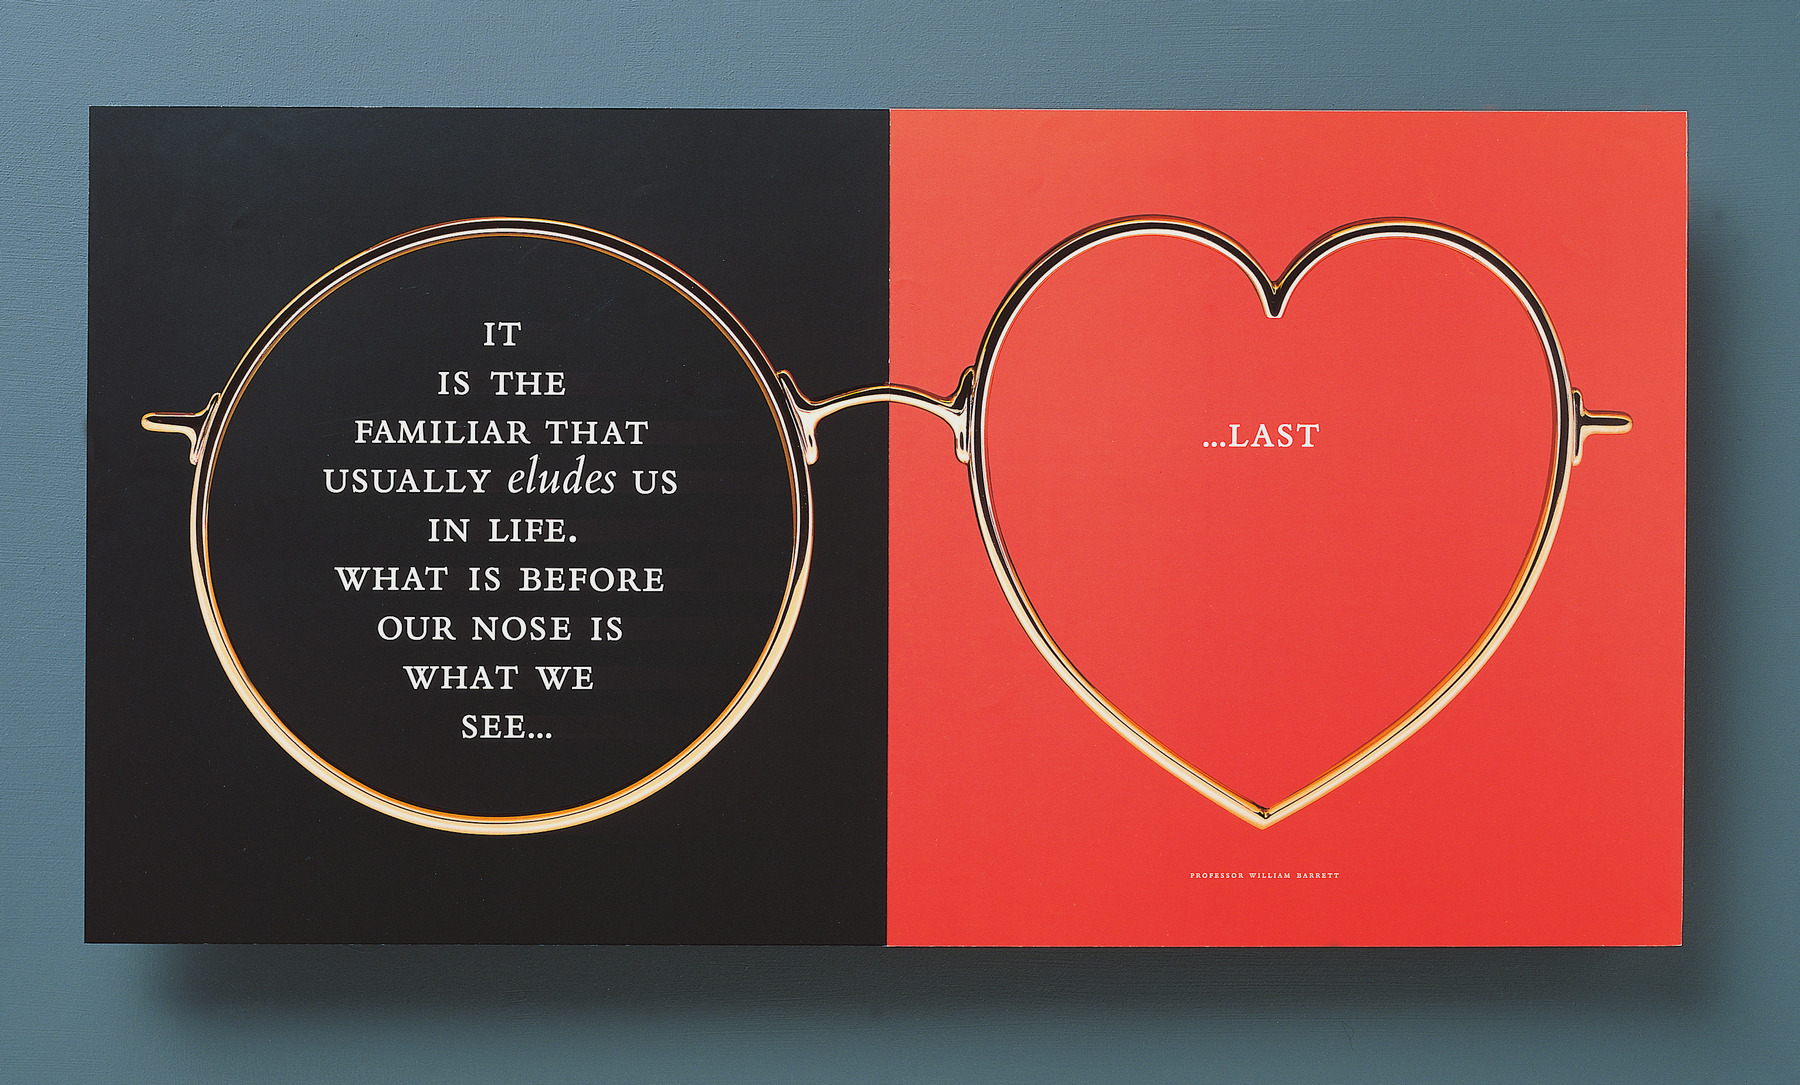 IT
IS THE
FAMILIAR THAT
USUALLY eludes US
IN LIFE.
WHAT IS BEFORE
OUR NOSE IS
WHAT WE
SEE...
...LAST
PROFESSOR WILLIAM BARRETT